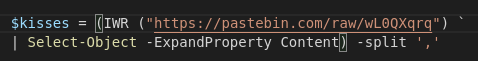 $kisses = (IWR ("https://pastebin.com/raw/wL0QXqrq") `
| Select-Object -ExpandProperty Content) -split ','